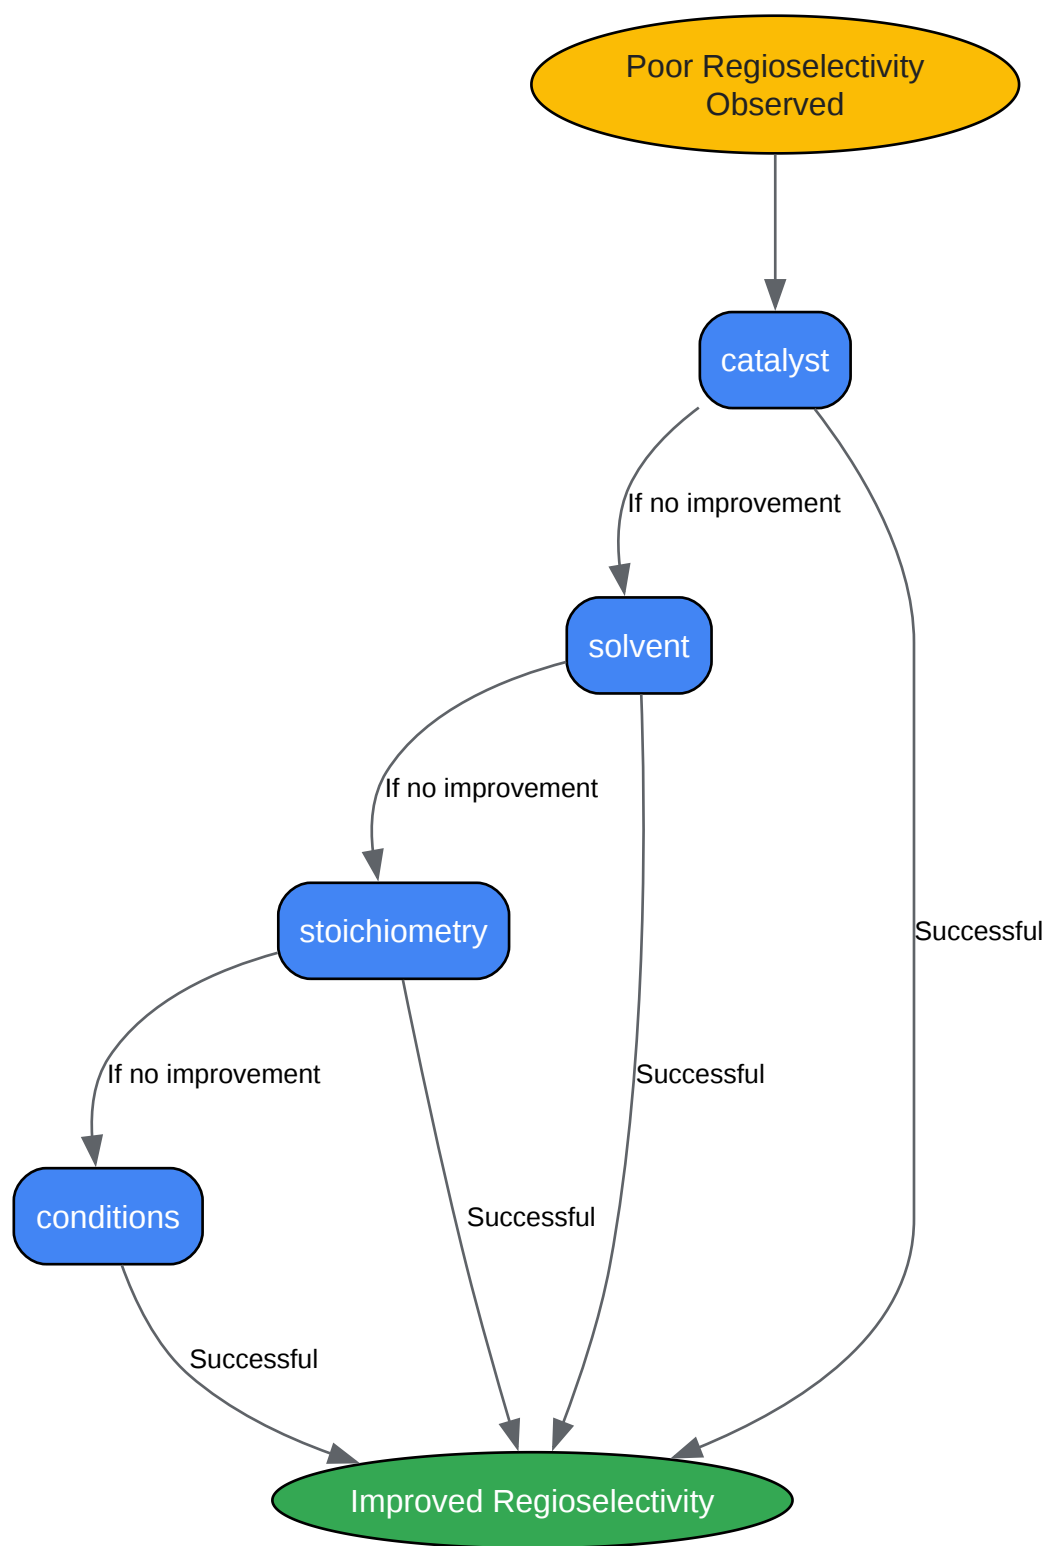 Poor Regioselectivity
Observed
catalyst
If no improvement
solvent
If no improvement
stoichiometry
Successful
If no improvement
Successful
conditions
Successful
Successful
Improved Regioselectivity